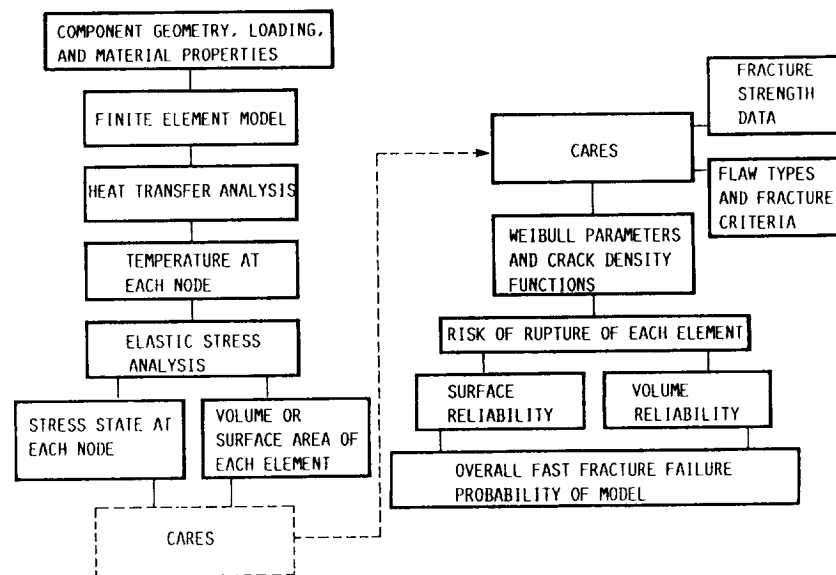 COMPONENT GEOMETRY, LOADING,
AND MATERIAL PROPERTIES
FINITE ELEMENT MODEL
HEAT TRANSFER ANALYSIS
TEMPERATURE AT
EACH NODE
ELASTIC STRESS
ANALYSIS
STRESS STATE AT
EACH NODE
VOLUME OR
SURFACE AREA OF
EACH ELEMENT
CARES
CARES
FRACTURE
STRENGTH
DATA
FLAW TYPES
AND FRACTURE
CRITERIA
WEIBULL PARAMETERS
AND CRACK DENSITY
FUNCTIONS
RISK OF RUPTURE OF EACH ELEMENT
SURFACE
RELIABILITY
VOLUME
RELIABILITY
OVERALL FAST FRACTURE FAILURE
PROBABILITY OF MODEL